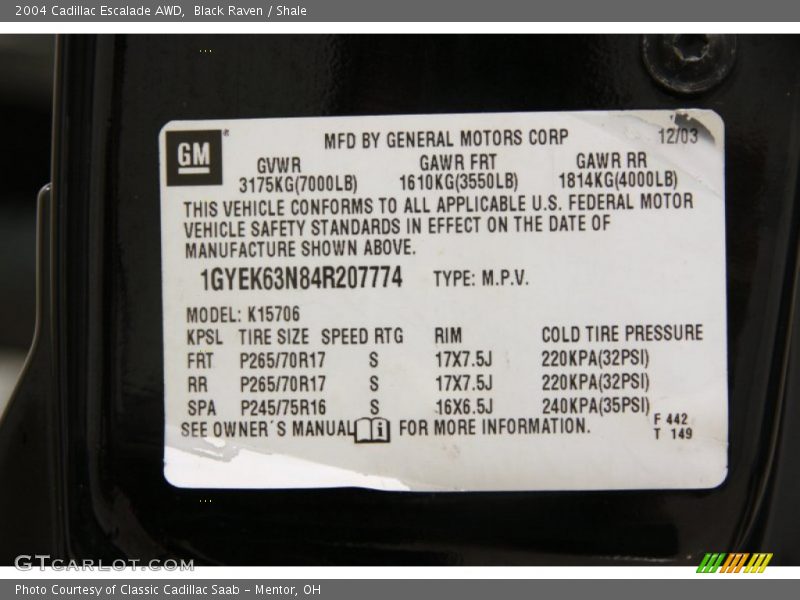 2004 Cadillac Escalade AWD,  Black Raven / Shale
GM® MFD BY GENERAL MOTORS CORP 12/03
GVWR GAWR FRT GAWR RR
3175KG(7000LB) 1610KG(3550LB) 1814KG(4000LB)
THIS VEHICLE CONFORMS TO ALL APPLICABLE U.S. FEDERAL MOTOR
VEHICLE SAFETY STANDARDS IN EFFECT ON THE DATE OF
MANUFACTURE SHOWN ABOVE.
1GYEK63N84R207774 TYPE: M.P.V.
MODEL: K15706
KPSL TIRE SIZE SPEED RTG RIM COLD TIRE PRESSURE
FRT P265/70R17 S 17X7.5J 220KPA(32PSI)
RR P265/70R17 S 17X7.5J 220KPA(32PSI)
SPA P245/75R16 S 16X6.5J 240KPA(35PSI)
SEE OWNER´S MANUAL i FOR MORE INFORMATION.
F 442
T 149
GTCARLOT.COM
Photo Courtesy of Classic Cadillac Saab - Mentor, OH